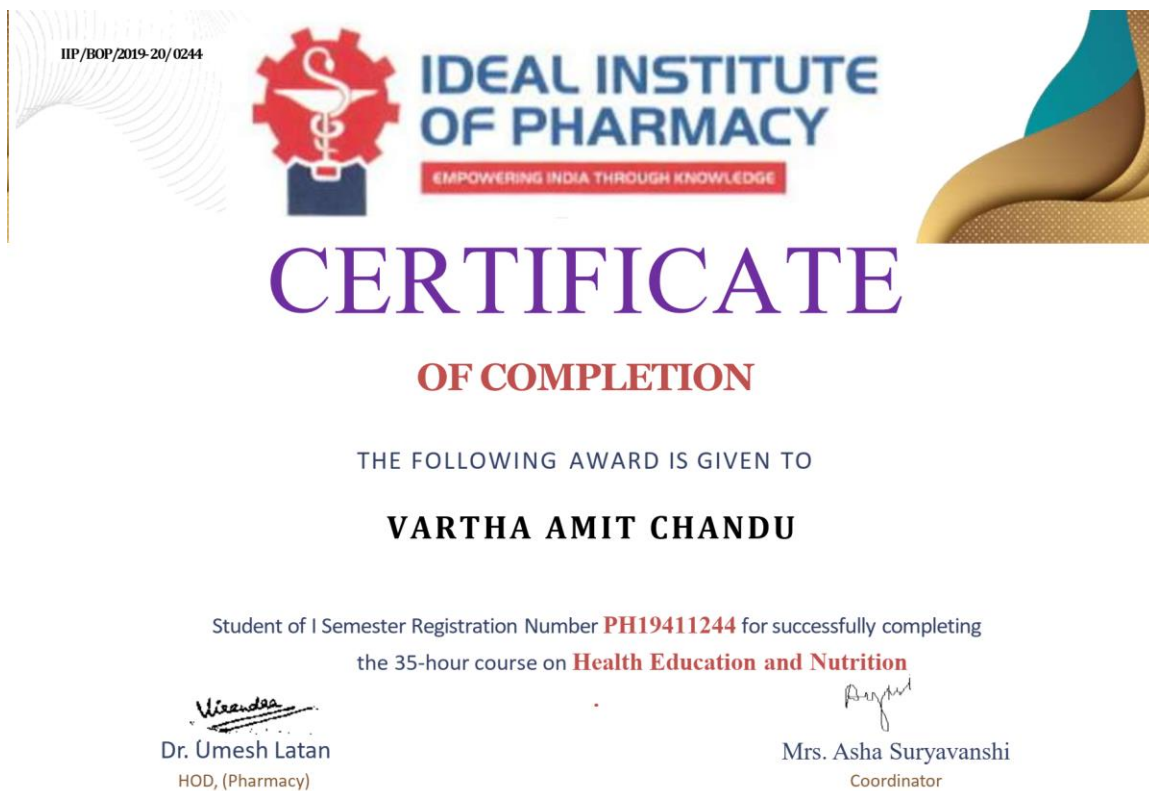 IIP/BOP/2019-20/0244
IDEAL INSTITUTE
OF PHARMACY
EMPOWERING INDIA THROUGH KNOWLEDGE
CERTIFICATE
OF COMPLETION
THE FOLLOWING AWARD IS GIVEN TO
VARTHA AMIT CHANDU
Student of I Semester Registration Number PH19411244 for successfully completing
the 35-hour course on Health Education and Nutrition
Virendra
Dr. Umesh Latan
Mrs. Asha Suryavanshi
HOD, (Pharmacy)
Coordinator